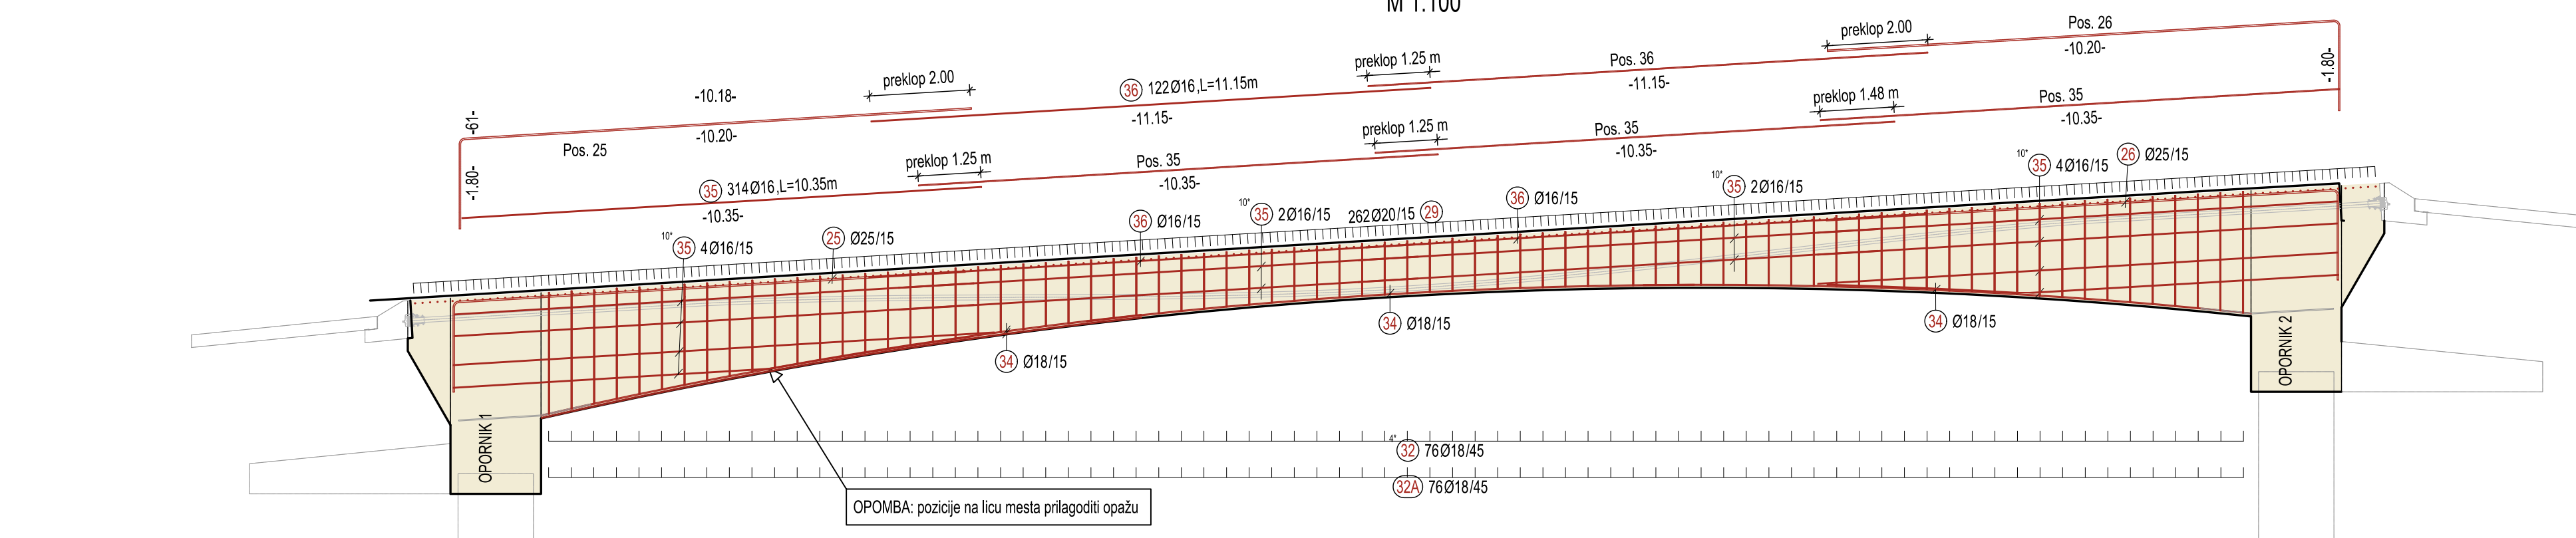 M 1:100
Pos. 26
preklop 2.00
-10.20-
Pos. 36
preklop 1.25 m
-1.80-
preklop 2.00
-11.15-
36 122Ø16,L=11.15m
-10.18-
preklop 1.48 m
Pos. 35
-10.35-
-61-
-10.20-
-11.15-
preklop 1.25 m
Pos. 35
-10.35-
Pos. 25
preklop 1.25 m
Pos. 35
-10.35-
-1.80-
35 314Ø16,L=10.35m
-10.35-
10* 35 4Ø16/15
26 Ø25/15
10* 35 2Ø16/15
36 Ø16/15
10* 35 2Ø16/15
262Ø20/15 29
36 Ø16/15
25 Ø25/15
10* 35 4Ø16/15
34 Ø18/15
34 Ø18/15
34 Ø18/15
OPORNIK 1
OPORNIK 2
4*
32 76Ø18/45
32A 76Ø18/45
OPOMBA: pozicije na licu mesta prilagoditi opažu